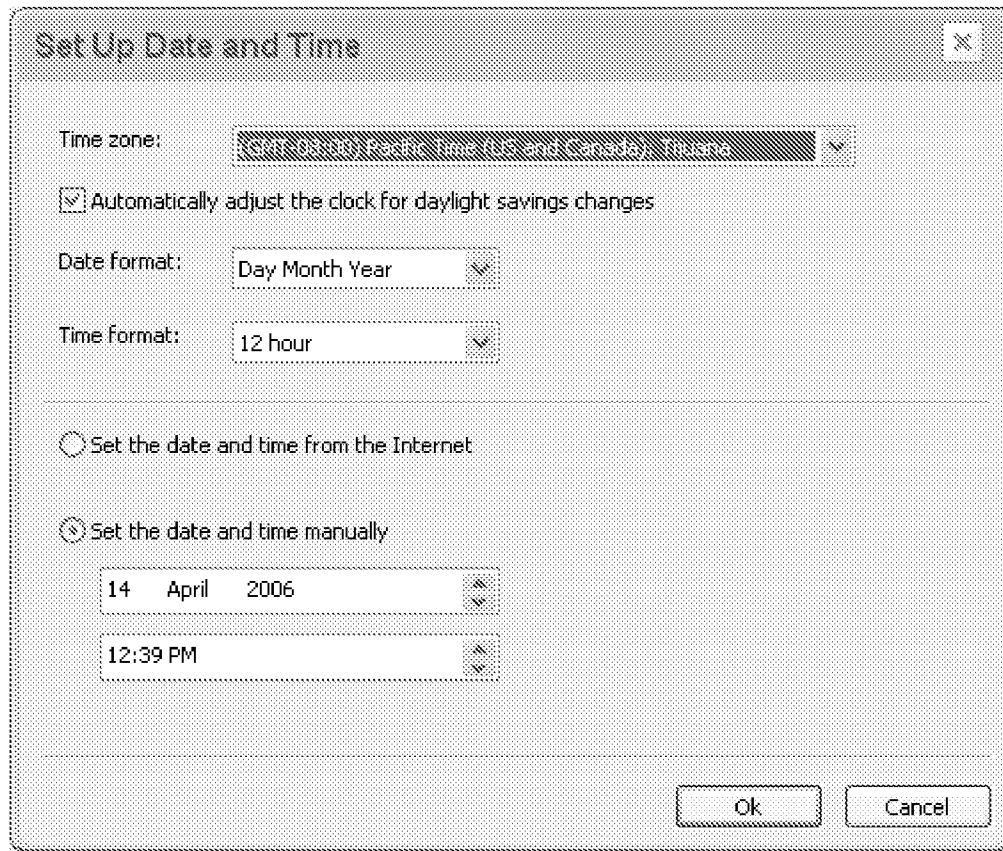 Set Up Date and Time
Time zone:
(GMT-08:00) Pacific Time (US and Canada), Tijuana
Automatically adjust the clock for daylight savings changes
Date format:
Day Month Year
Time format:
12 hour
Set the date and time from the Internet
Set the date and time manually
14 April 2006
12:39 PM
Ok Cancel